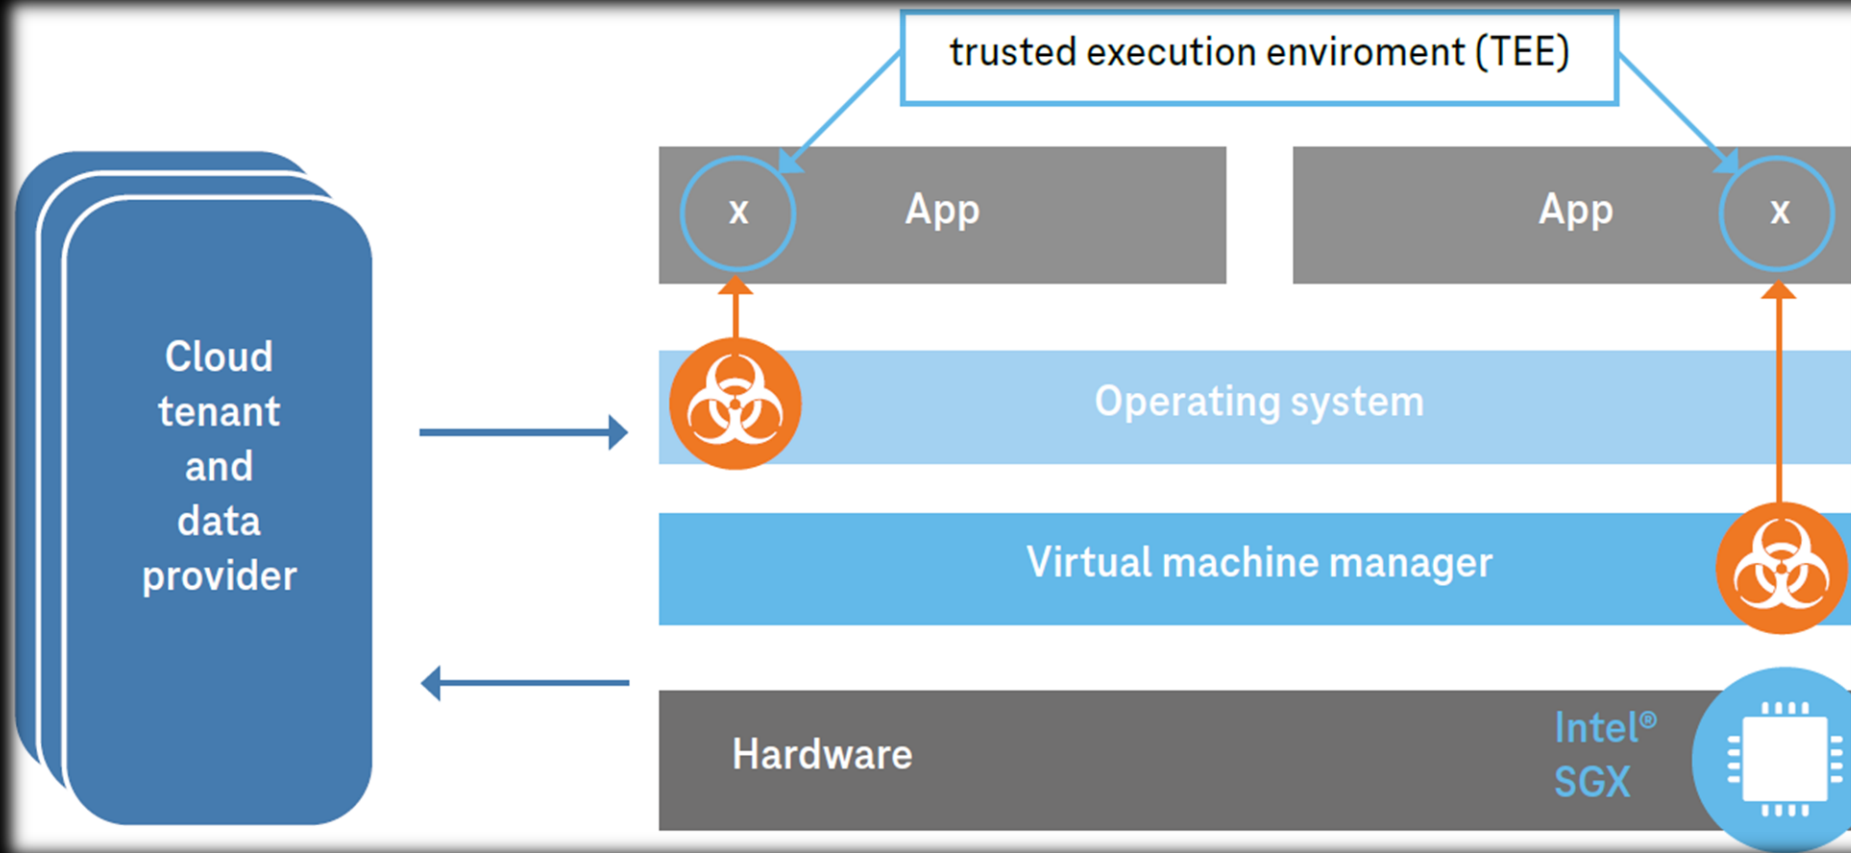 trusted execution enviroment (TEE)
x
App
App
x
Cloud
tenant
and
data
provider
Operating system
Virtual machine manager
Hardware
Intel®
SGX